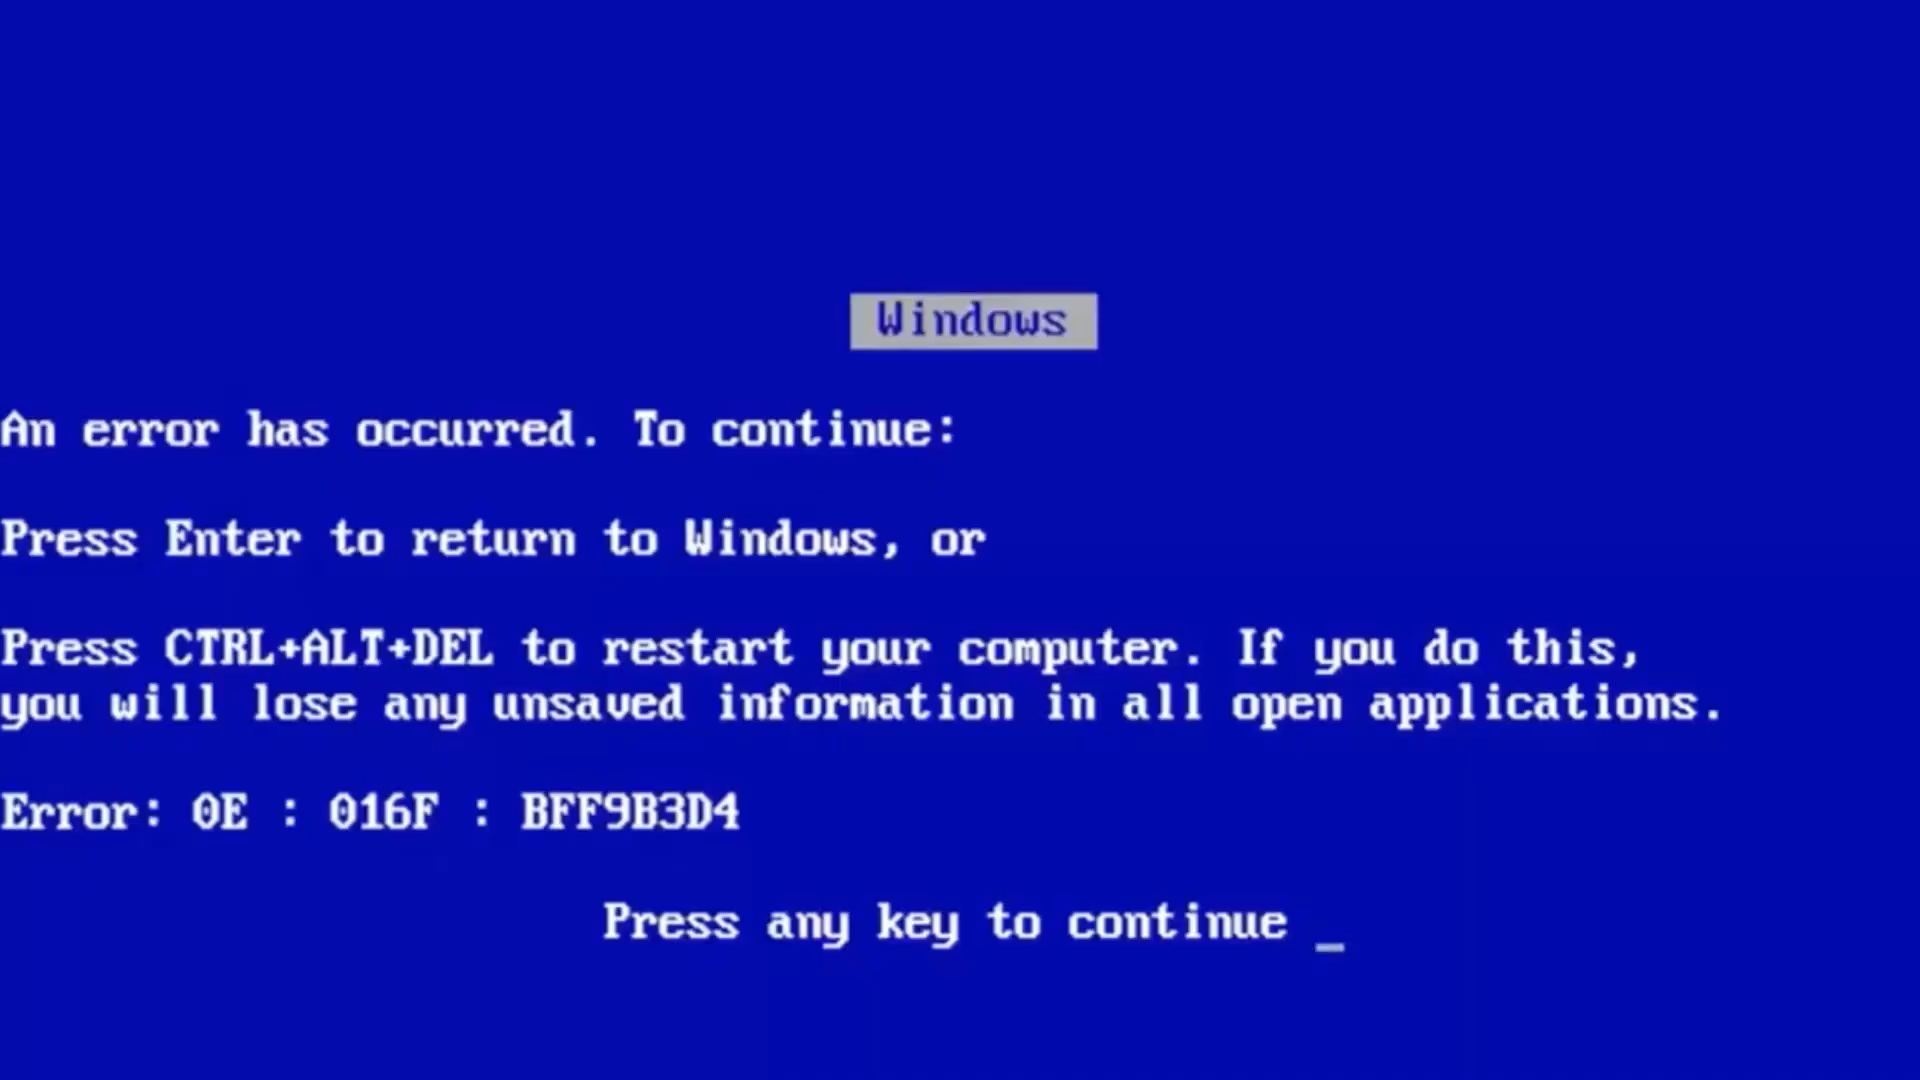 Windows
An error has occurred. To continue:
Press Enter to return to Windows, or
Press CTRL+ALT+DEL to restart your computer. If you do this,
you will lose any unsaved information in all open applications.
Error: 0E : 016F : BFF9B3D4
Press any key to continue _